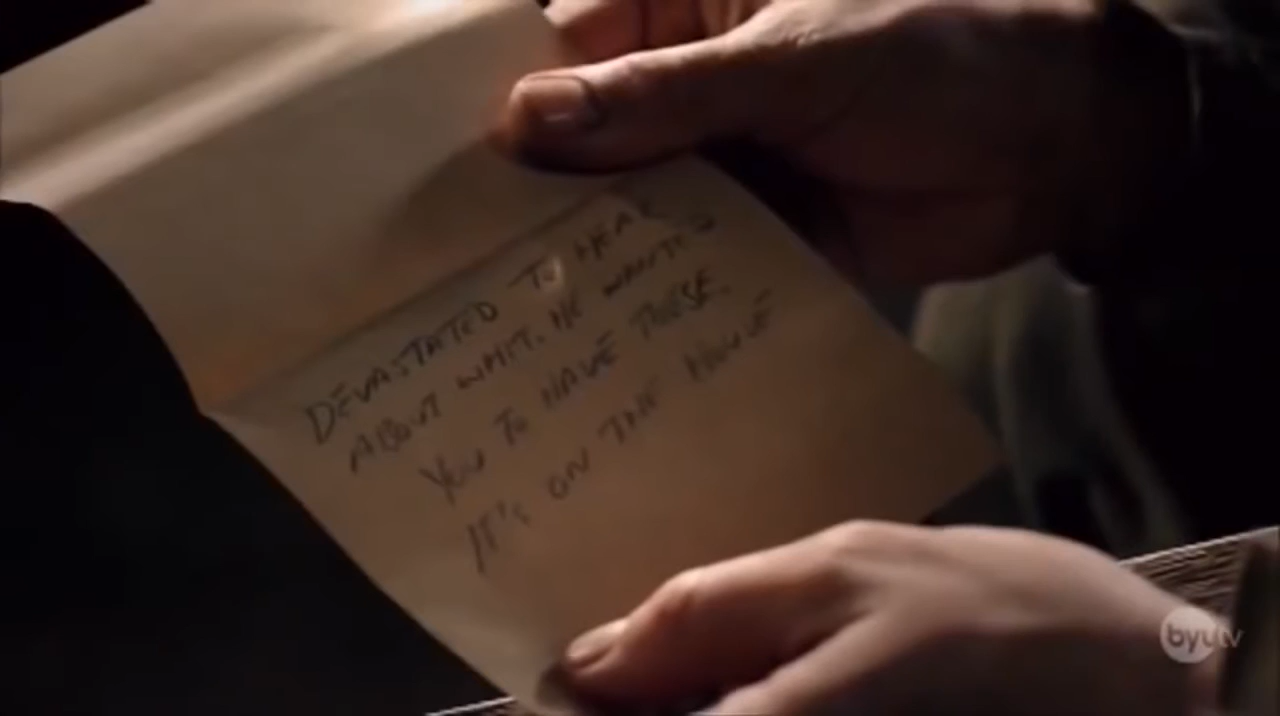 DEVASTATED TO HEAR
ABOUT WHIT. HE WANTED
YOU TO HAVE THESE.
IT'S ON THE HOUSE
byutv